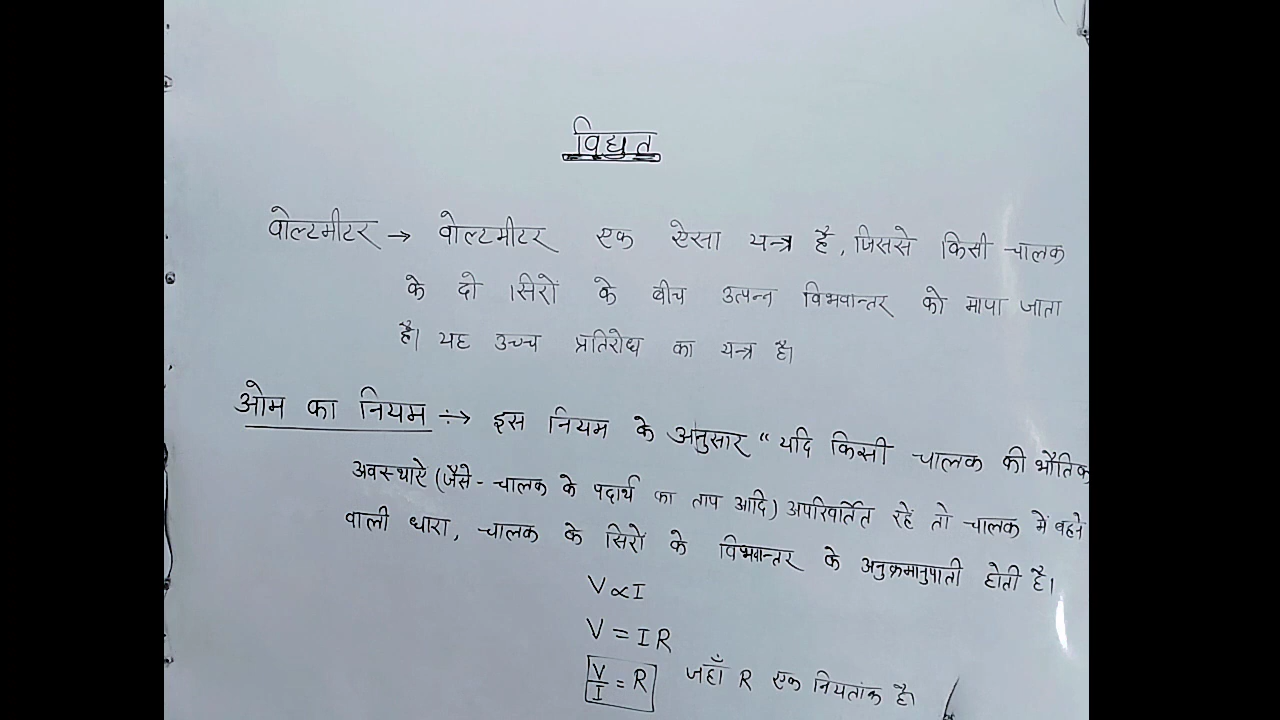 विद्युत
वोल्टमीटर → वोल्टमीटर एक ऐसा यन्त्र है, जिससे किसी चालक
के दो सिरों के बीच उत्पन्न विभवान्तर को मापा जाता
है। यह उच्च प्रतिरोध का यन्त्र है।
ओम का नियम ÷→ इस नियम के अनुसार “ यदि किसी चालक की भौतिक
अवस्थाऐ (जैसे - चालक के पदार्थ का ताप आदि) अपरिवर्तित रहें तो चालक में बहने
वाली धारा, चालक के सिरों के विभवान्तर के अनुक्रमानुपाती होती है।
V ∝ I
V = IR
V/I = R जहाँ R एक नियतांक है।